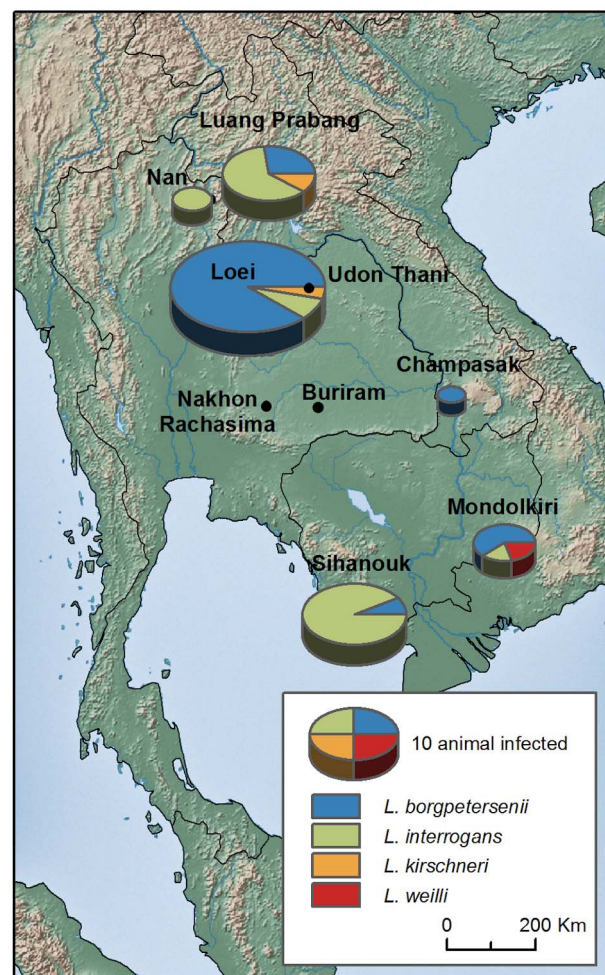 Luang Prabang
Nan
Loei
Udon Thani
Champasak
Nakhon
Rachasima
Buriram
Mondolkiri
Sihanouk
10 animal infected
L. borgpetersenii
L. interrogans
L. kirschneri
L. weilli
0 200 Km